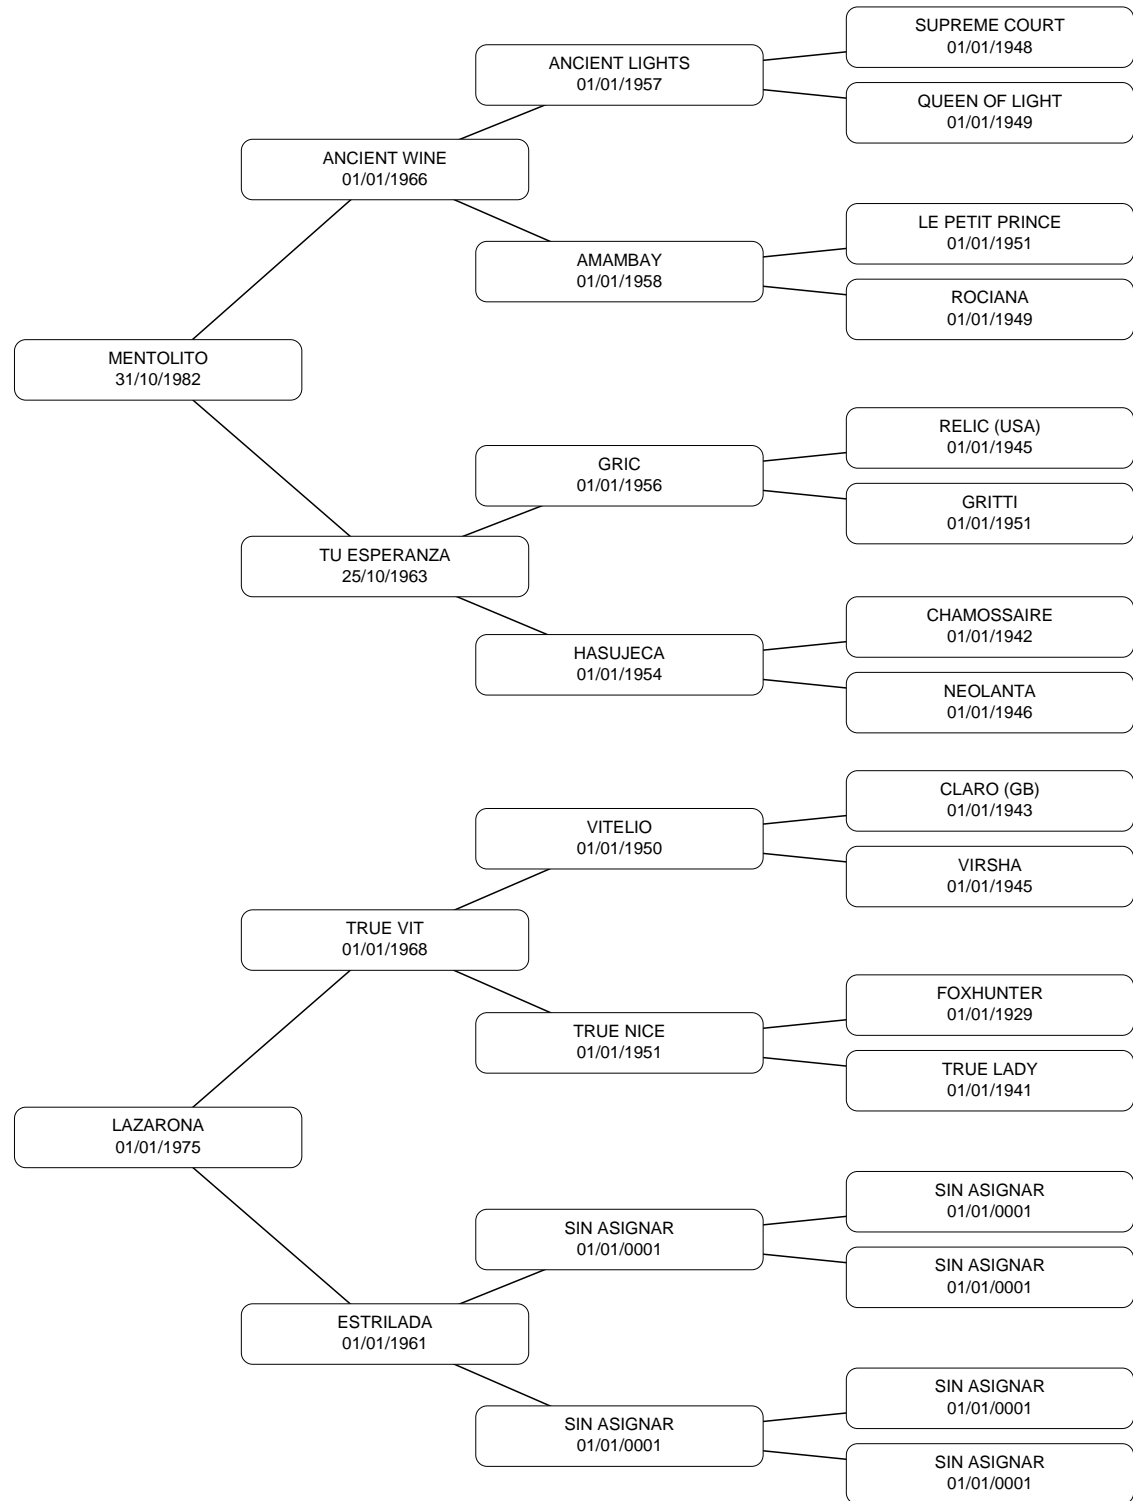 SUPREME COURT
01/01/1948
ANCIENT LIGHTS
01/01/1957
QUEEN OF LIGHT
01/01/1949
ANCIENT WINE
01/01/1966
LE PETIT PRINCE
01/01/1951
AMAMBAY
01/01/1958
ROCIANA
01/01/1949
MENTOLITO
31/10/1982
RELIC (USA)
01/01/1945
GRIC
01/01/1956
GRITTI
01/01/1951
TU ESPERANZA
25/10/1963
CHAMOSSAIRE
01/01/1942
HASUJECA
01/01/1954
NEOLANTA
01/01/1946
CLARO (GB)
01/01/1943
VITELIO
01/01/1950
VIRSHA
01/01/1945
TRUE VIT
01/01/1968
FOXHUNTER
01/01/1929
TRUE NICE
01/01/1951
TRUE LADY
01/01/1941
LAZARONA
01/01/1975
SIN ASIGNAR
01/01/0001
SIN ASIGNAR
01/01/0001
SIN ASIGNAR
01/01/0001
ESTRILADA
01/01/1961
SIN ASIGNAR
01/01/0001
SIN ASIGNAR
01/01/0001
SIN ASIGNAR
01/01/0001